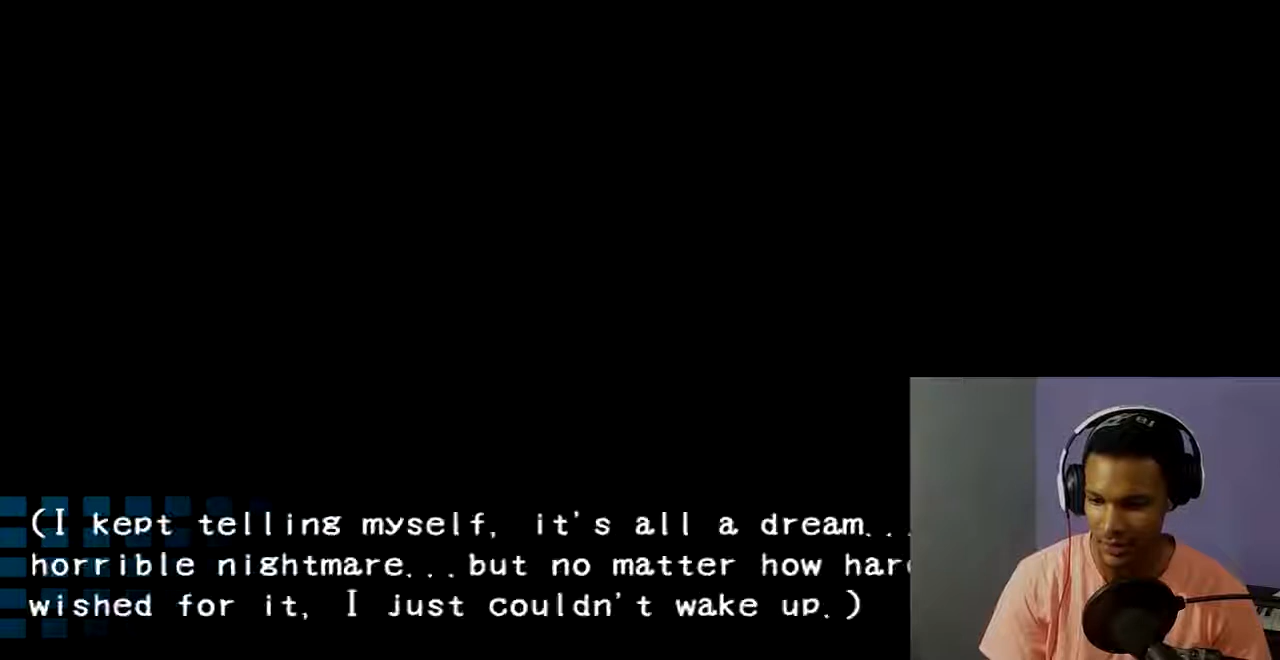 (I kept telling myself, it's all a dream...
horrible nightmare...but no matter how
wished for it, I just couldn't wake up.)